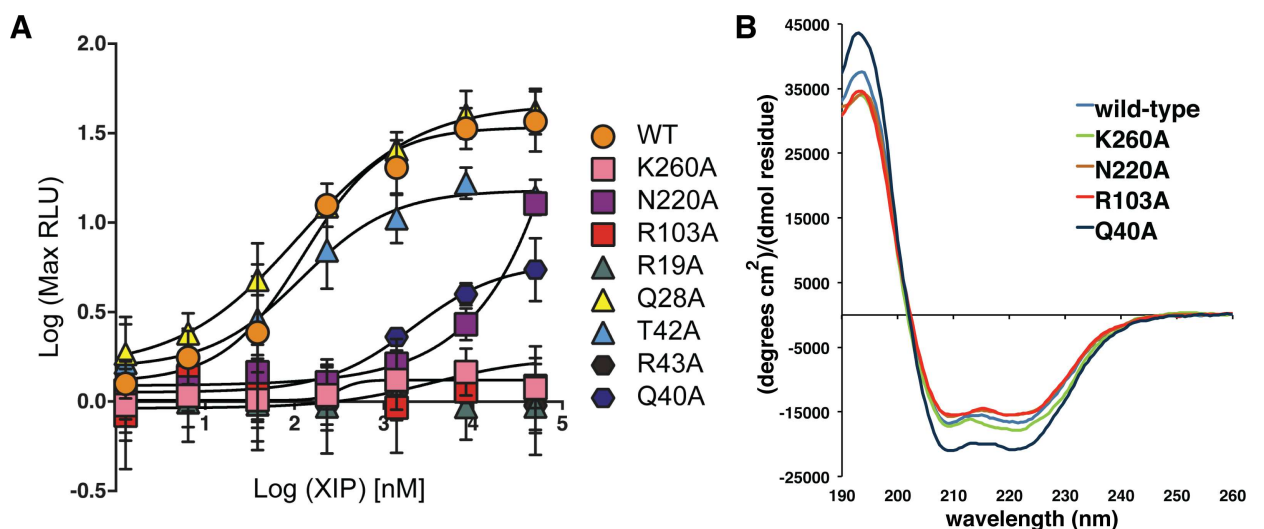 A
Log (Max RLU)
2.0
1.5
1.0
0.5
0.0
-0.5
1
2
3
4
5
Log (XIP) [nM]
WT
K260A
N220A
R103A
R19A
Q28A
T42A
R43A
Q40A
B
(degrees cm2)/(dmol residue)
45000
35000
25000
15000
5000
-5000
-15000
-25000
190 200 210 220 230 240 250 260
wavelength (nm)
wild-type
K260A
N220A
R103A
Q40A